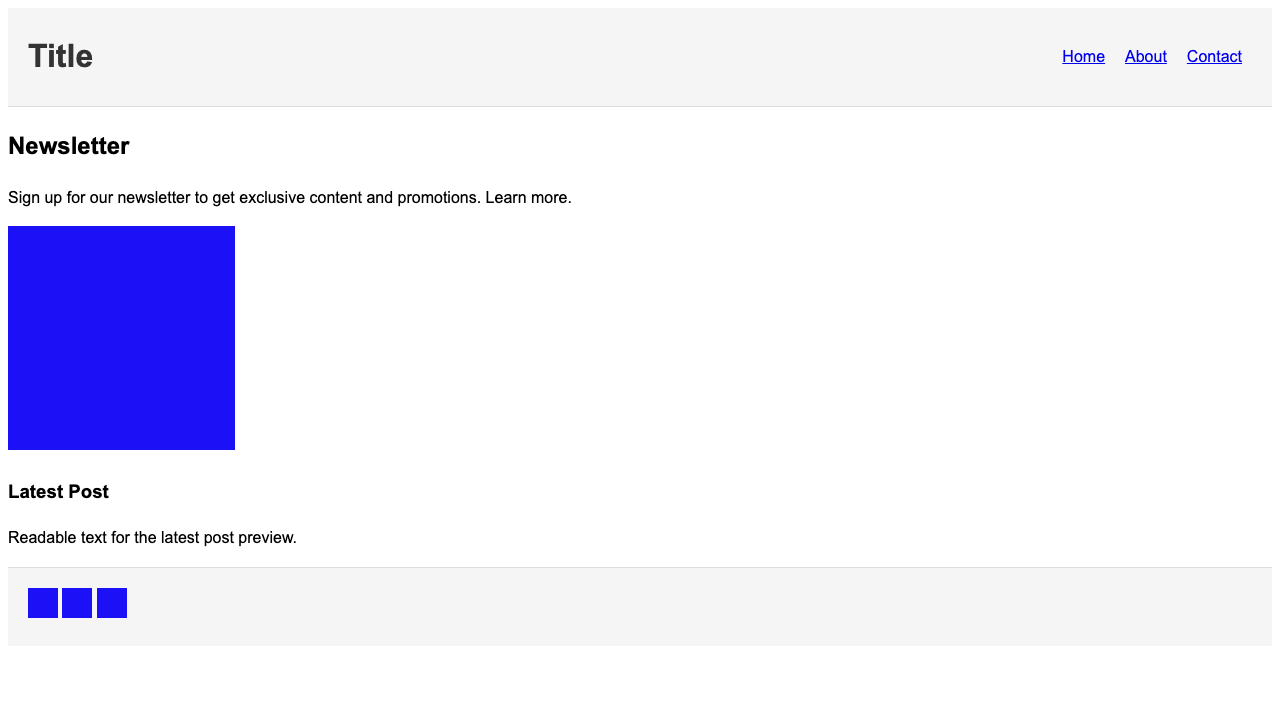 Title
Home About Contact
Newsletter
Sign up for our newsletter to get exclusive content and promotions. Learn more.
Latest Post
Readable text for the latest post preview.